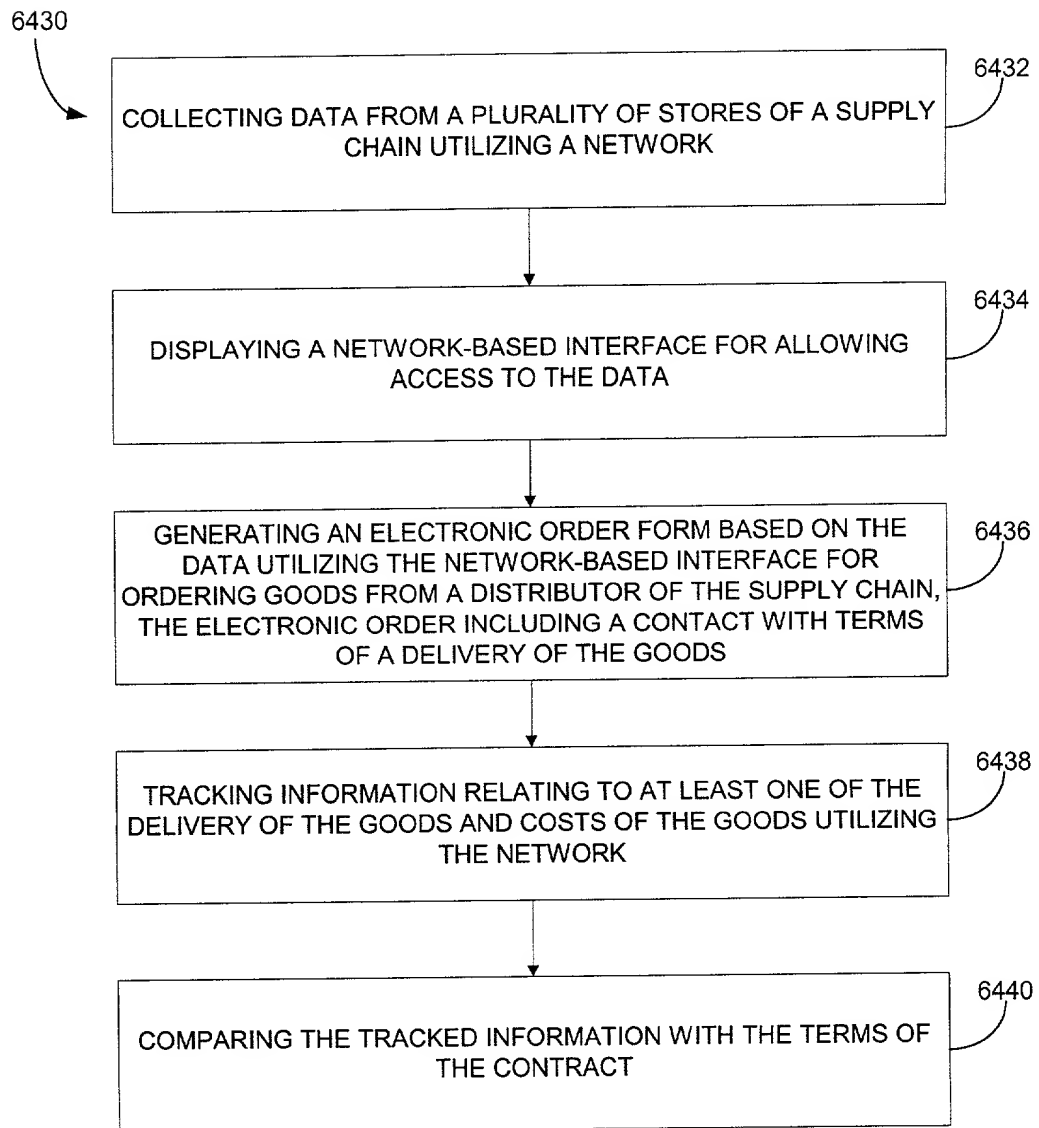 6430
6432
COLLECTING DATA FROM A PLURALITY OF STORES OF A SUPPLY
CHAIN UTILIZING A NETWORK
6434
DISPLAYING A NETWORK-BASED INTERFACE FOR ALLOWING
ACCESS TO THE DATA
GENERATING AN ELECTRONIC ORDER FORM BASED ON THE
6436
DATA UTILIZING THE NETWORK-BASED INTERFACE FOR
ORDERING GOODS FROM A DISTRIBUTOR OF THE SUPPLY CHAIN,
THE ELECTRONIC ORDER INCLUDING A CONTACT WITH TERMS
OF A DELIVERY OF THE GOODS
6438
TRACKING INFORMATION RELATING TO AT LEAST ONE OF THE
DELIVERY OF THE GOODS AND COSTS OF THE GOODS UTILIZING
THE NETWORK
6440
COMPARING THE TRACKED INFORMATION WITH THE TERMS OF
THE CONTRACT